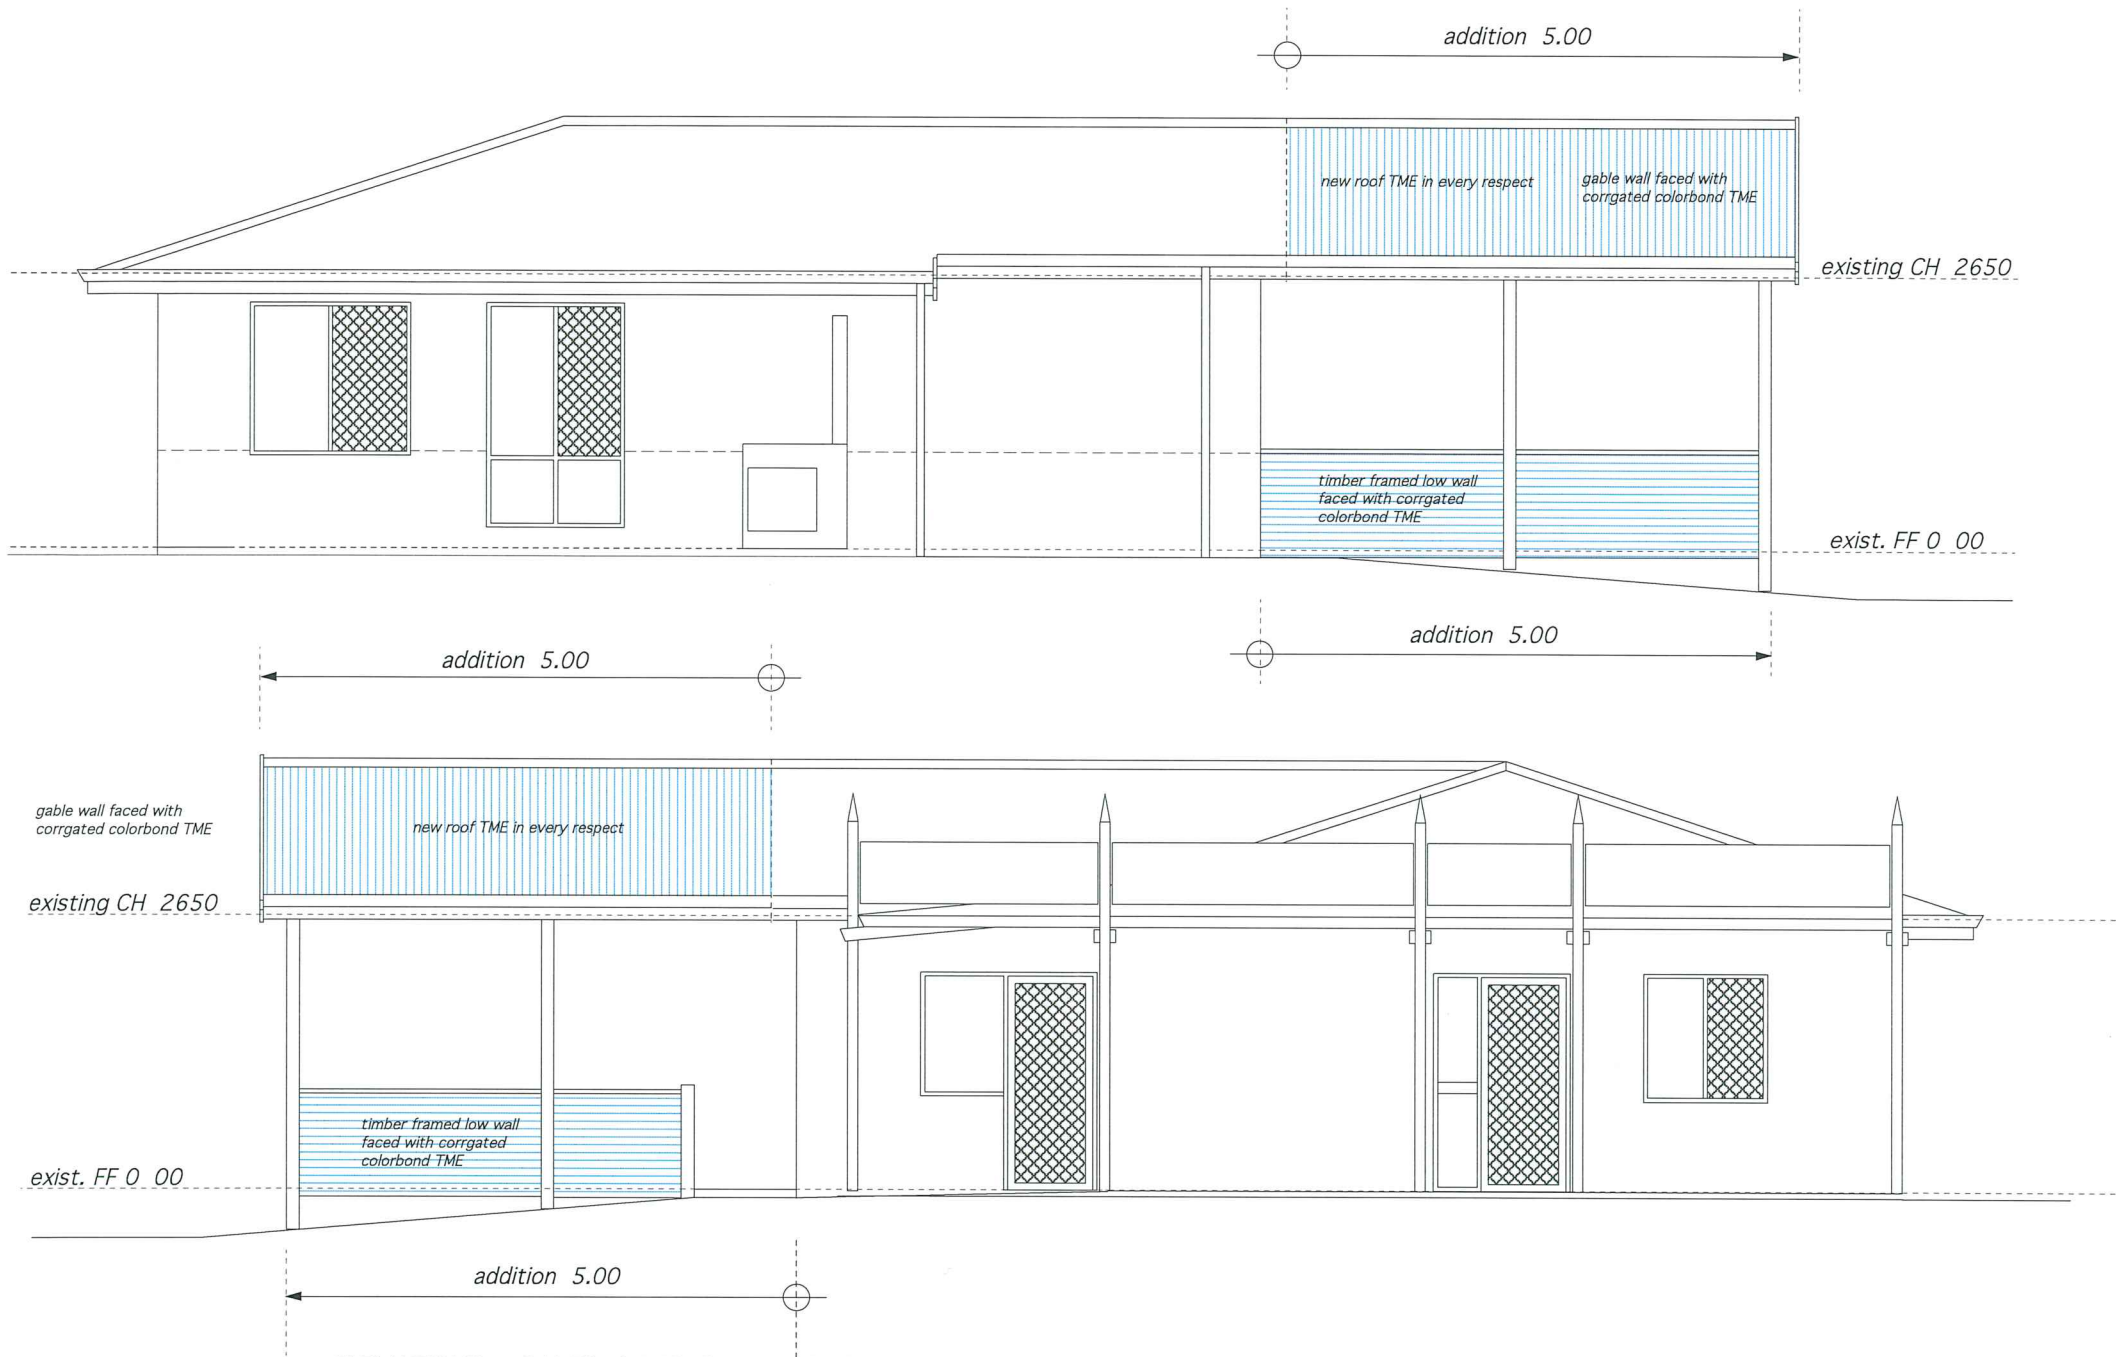 addition 5.00
new roof TME in every respect
gable wall faced with
corrgated colorbond TME
existing CH 2650
timber framed low wall
faced with corrgated
colorbond TME
exist. FF 0 00
addition 5.00
addition 5.00
gable wall faced with
corrgated colorbond TME
new roof TME in every respect
existing CH 2650
timber framed low wall
faced with corrgated
colorbond TME
exist. FF 0 00
addition 5.00